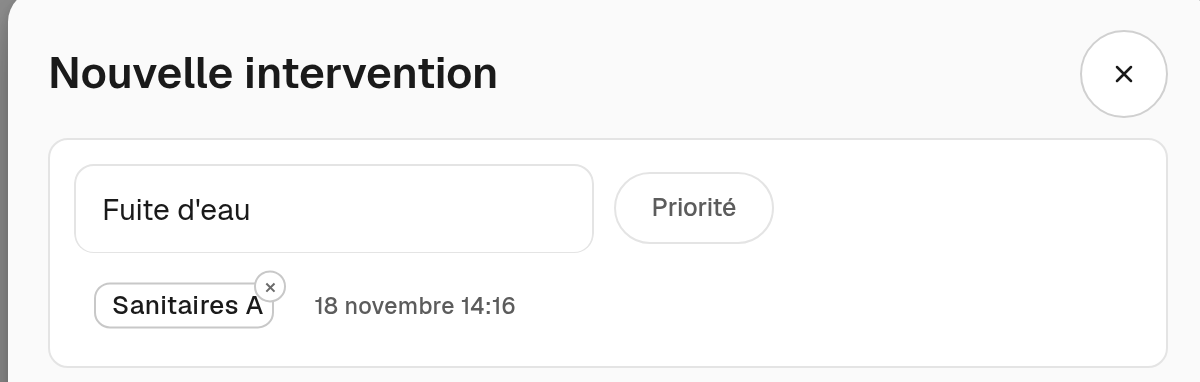 Nouvelle intervention
Fuite d'eau
Priorité
Sanitaires A
18 novembre 14:16